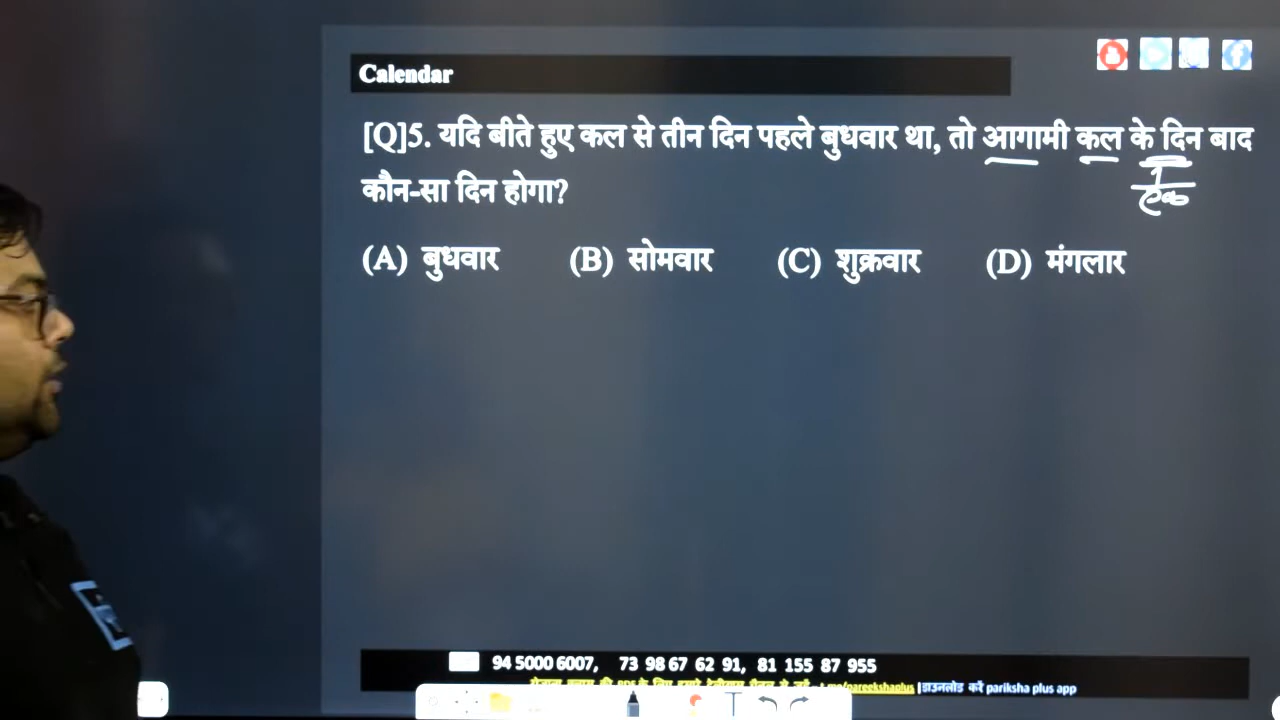 Calendar
[Q]5. यदि बीते हुए कल से तीन दिन पहले बुधवार था, तो आगामी कल के दिन बाद
एक
कौन-सा दिन होगा?
(A) बुधवार (B) सोमवार (C) शुक्रवार (D) मंगलार
94 5000 6007, 73 98 67 62 91, 81 155 87 955
|डाउनलोड करें pariksha plus app